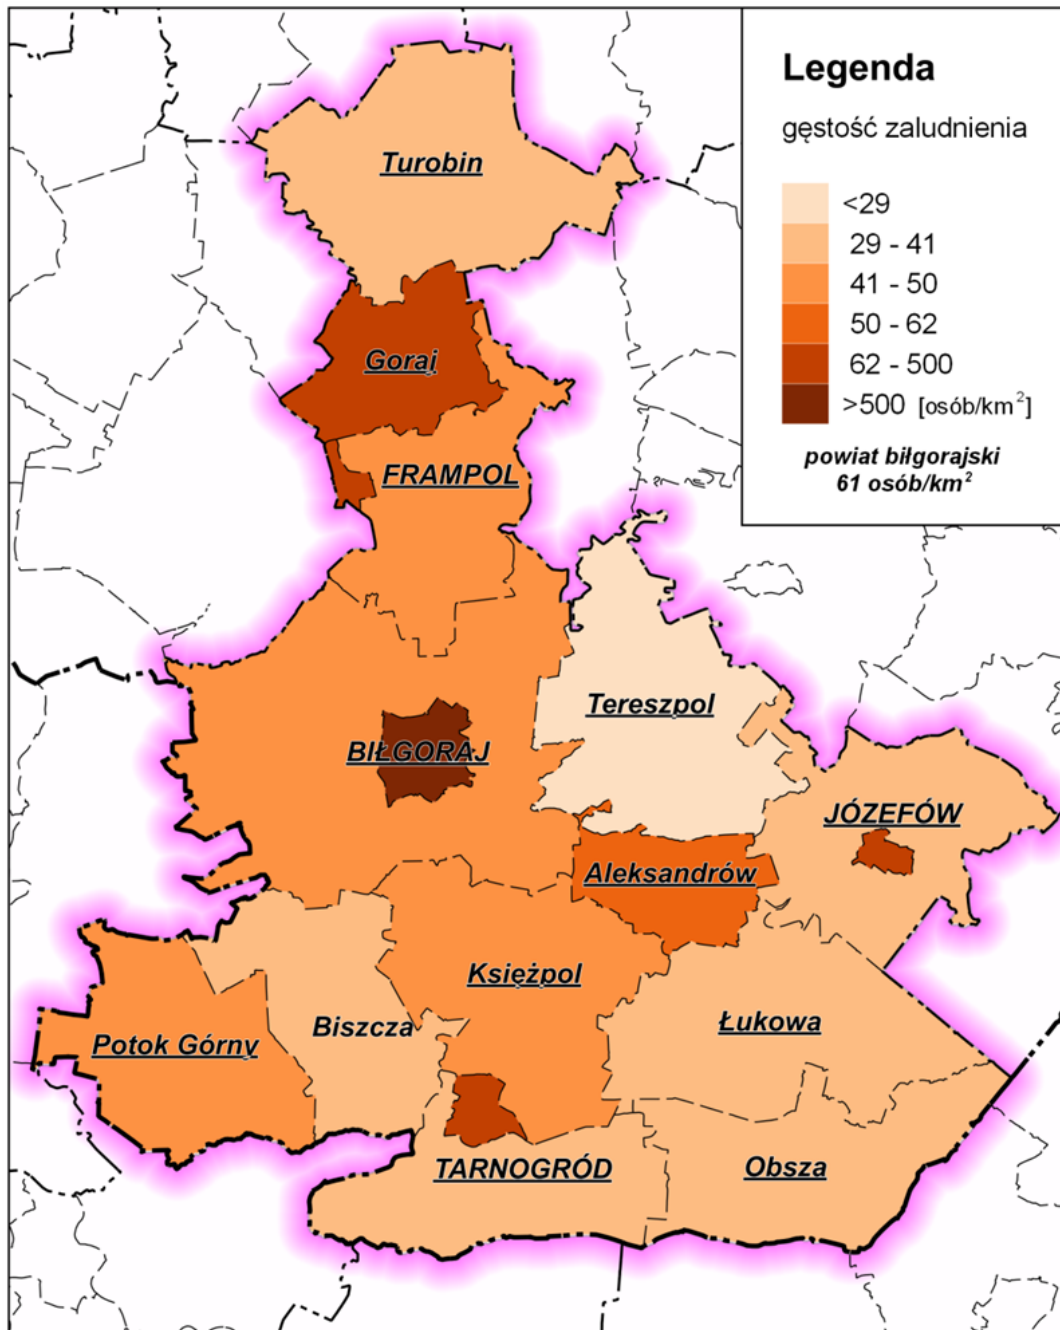 Legenda
gęstość zaludnienia
<29
29 - 41
41 - 50
50 - 62
62 - 500
>500 [osób/km²]
powiat biłgorajski
61 osób/km²
Turobin
Goraj
FRAMPOL
Tereszpol
BIŁGORAJ
JÓZEFÓW
Aleksandrów
Księżpol
Łukowa
Biszcza
Potok Górny
TARNOGRÓD
Obsza